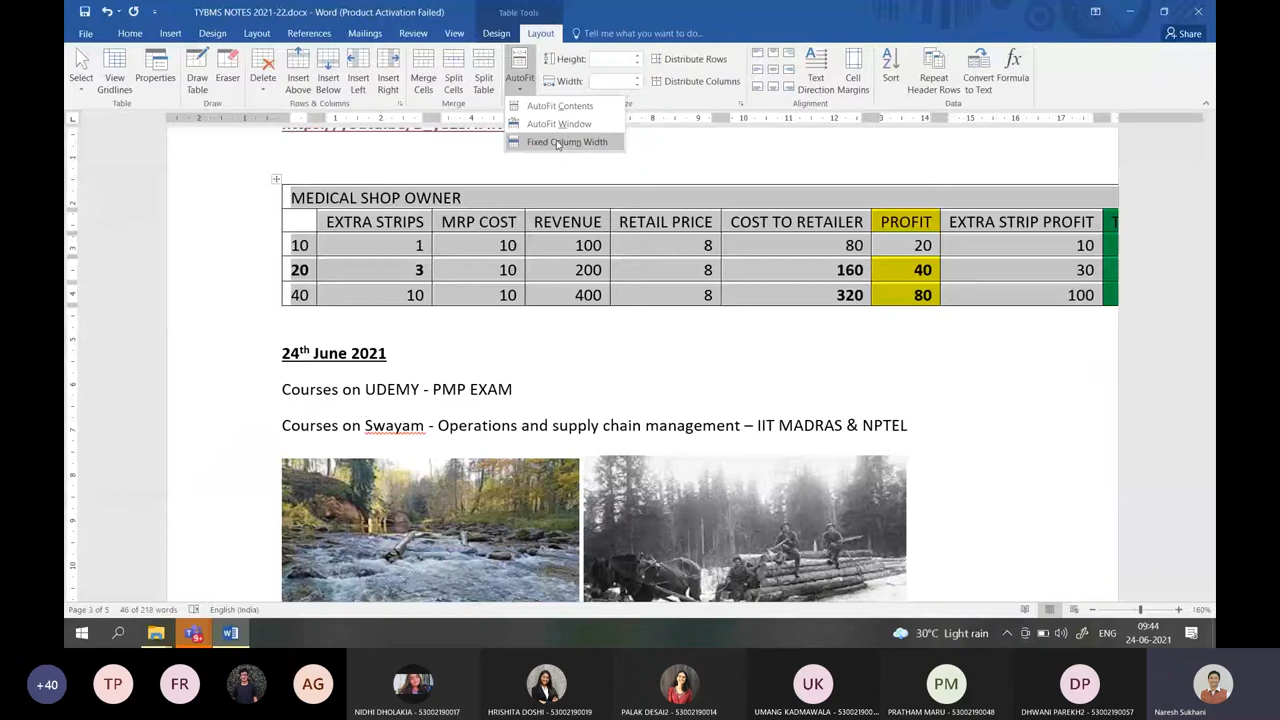 TYBMS NOTES 2021-22.docx - Word (Product Activation Failed)
Table Tools
File Home Insert Design Layout References Mailings Review View Design Layout Tell me what you want to do... Share
Select View Gridlines Properties Draw Table Eraser Delete Insert Above Insert Below Insert Left Insert Right Merge Cells Split Cells Split Table AutoFit Height: Width: Distribute Rows Distribute Columns Text Direction Cell Margins Sort Repeat Header Rows Convert to Text Formula
Table Draw Rows & Columns Merge Alignment Data
AutoFit Contents
AutoFit Window
Fixed Column Width
MEDICAL SHOP OWNER
EXTRA STRIPS MRP COST REVENUE RETAIL PRICE COST TO RETAILER PROFIT EXTRA STRIP PROFIT T
10 1 10 100 8 80 20 10
20 3 10 200 8 160 40 30
40 10 10 400 8 320 80 100
24th June 2021
Courses on UDEMY - PMP EXAM
Courses on Swayam - Operations and supply chain management – IIT MADRAS & NPTEL
Page 3 of 5 46 of 218 words English (India) 160%
9+ 30°C Light rain ENG 09:44
24-06-2021
+40 TP FR AG UK PM DP
NIDHI DHOLAKIA - 53002190017 HRISHITA DOSHI - 53002190019 PALAK DESAI2 - 53002190014 UMANG KADMAWALA - 530021900... PRATHAM MARU - 53002190048 DHWANI PAREKH2 - 53002190057 Naresh Sukhani